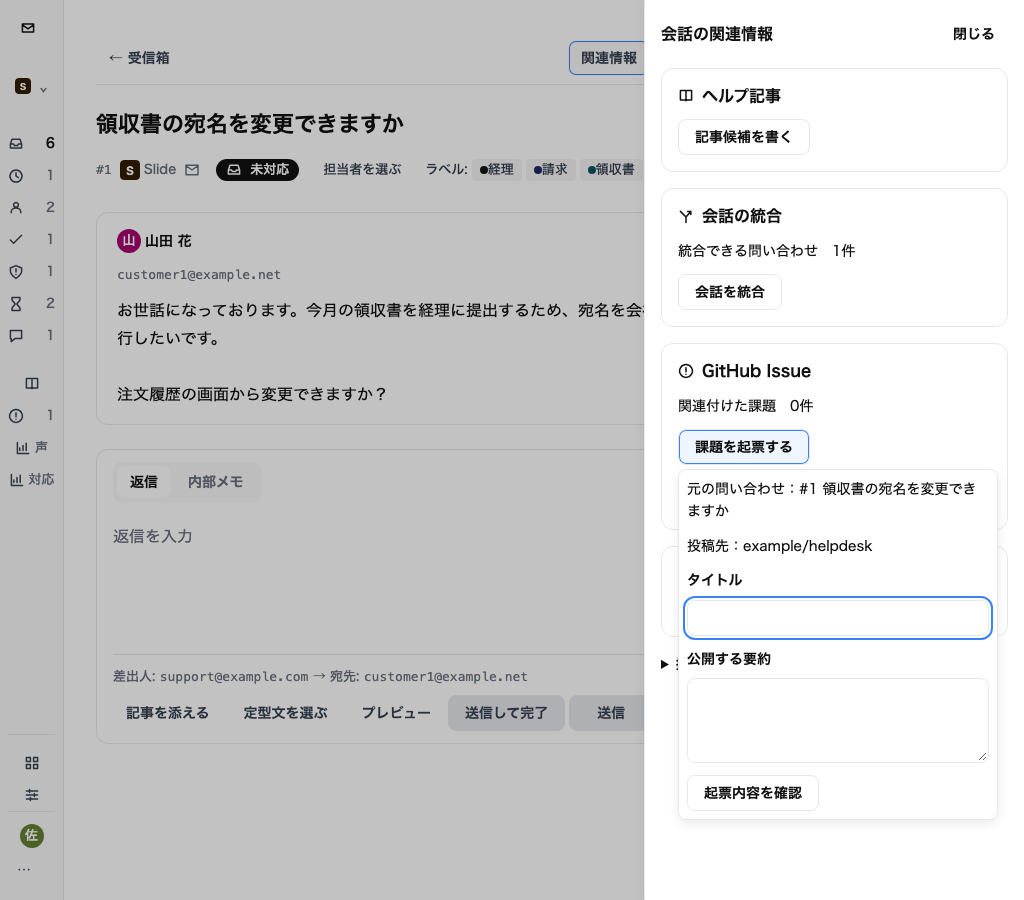 S
6
1
2
1
1
2
1
1
声
対応
佐
…
← 受信箱
関連情報
領収書の宛名を変更できますか
#1 S Slide 未対応 担当者を選ぶ ラベル: 経理 請求 領収書
山 山田 花
customer1@example.net
お世話になっております。今月の領収書を経理に提出するため、宛名を会
行したいです。
注文履歴の画面から変更できますか？
返信 内部メモ
返信を入力
差出人: support@example.com → 宛先: customer1@example.net
記事を添える 定型文を選ぶ プレビュー 送信して完了 送信
会話の関連情報 閉じる
ヘルプ記事
記事候補を書く
会話の統合
統合できる問い合わせ 1件
会話を統合
GitHub Issue
関連付けた課題 0件
課題を起票する
元の問い合わせ：#1 領収書の宛名を変更でき
ますか
投稿先：example/helpdesk
タイトル
公開する要約
起票内容を確認